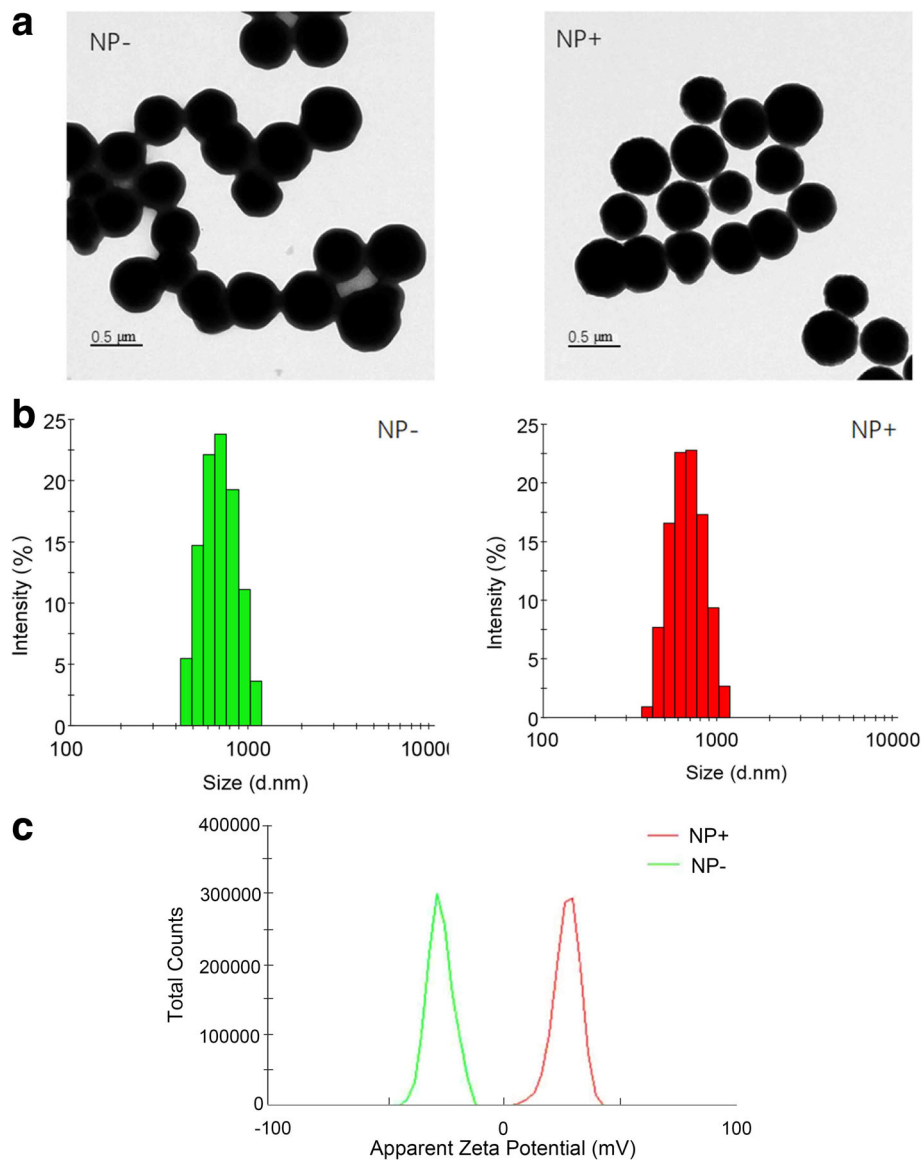 a
NP-
NP+
0.5 μm
0.5 μm
b
NP-
NP+
25
20
15
10
5
0
Intensity (%)
100
1000
1000
Size (d.nm)
25
20
15
10
5
0
Intensity (%)
100
1000
10000
Size (d.nm)
c
400000
300000
200000
100000
0
Total Counts
NP+
NP-
-100
0
100
Apparent Zeta Potential (mV)